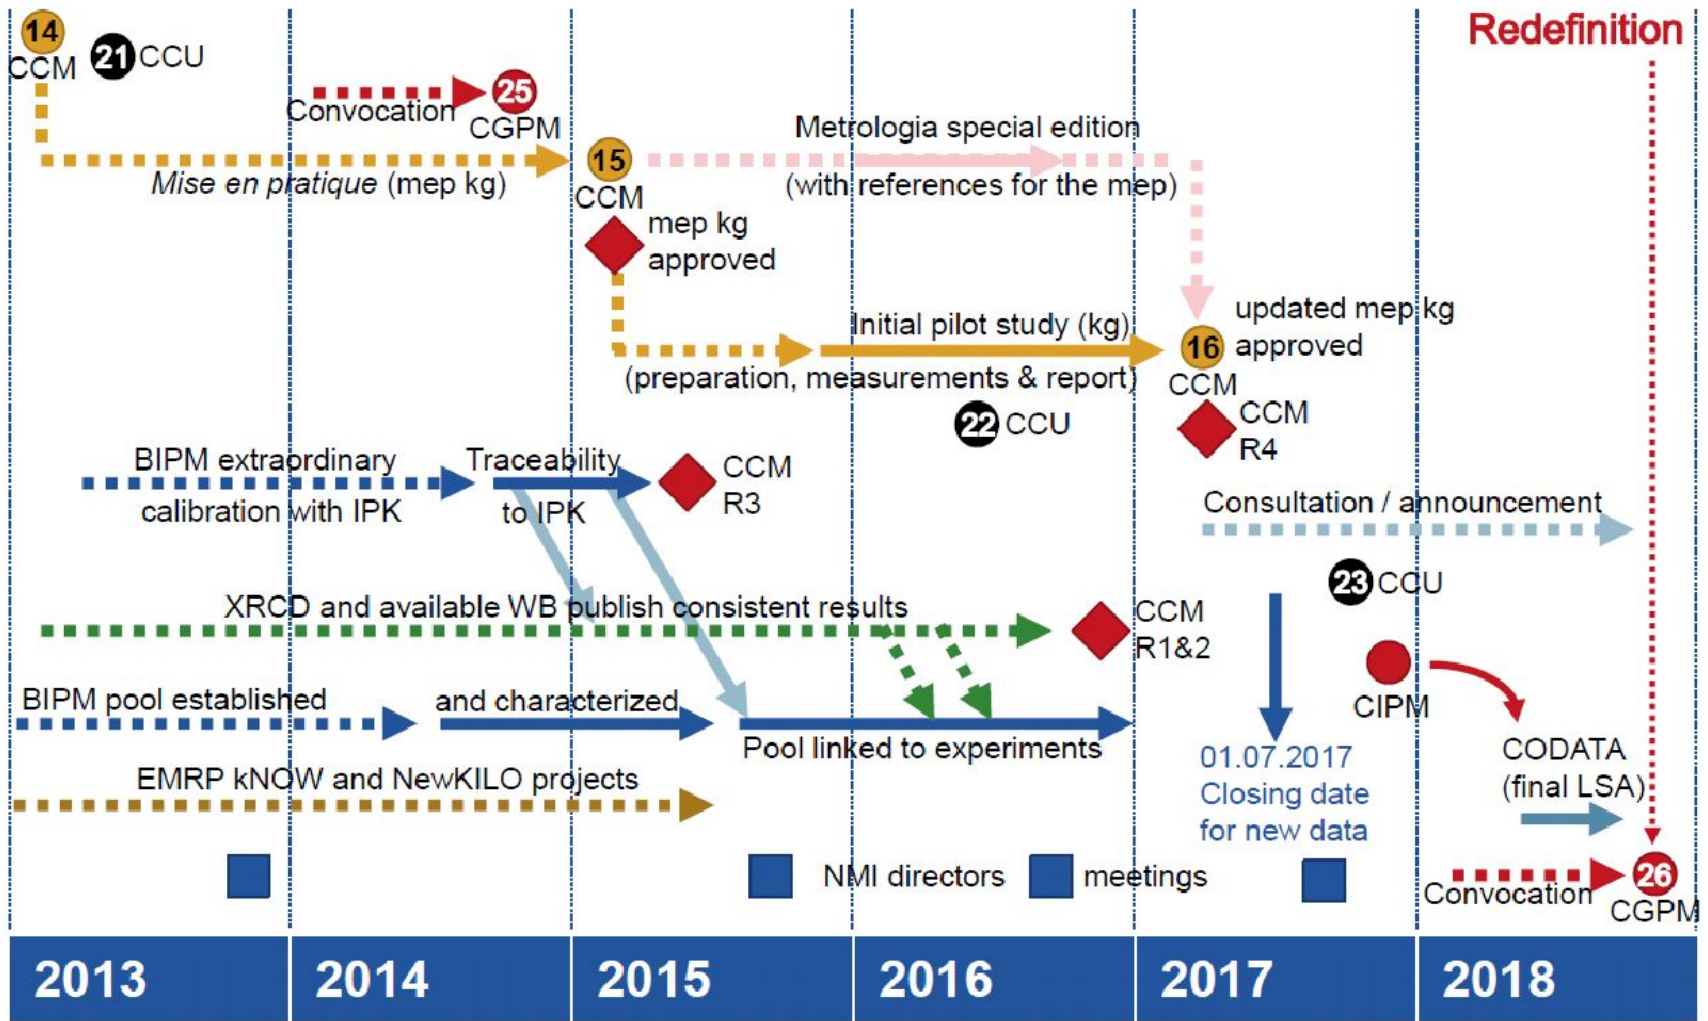 14
CCM
21 CCU
Redefinition
Convocation
25
CGPM
Mise en pratique (mep kg)
15
CCM
mep kg
approved
Metrologia special edition
(with references for the mep)
Initial pilot study (kg)
(preparation, measurements & report)
updated mep kg
16 approved
CCM
22 CCU
CCM
R4
BIPM extraordinary
calibration with IPK
Traceability
to IPK
CCM
R3
Consultation / announcement
23 CCU
XRCD and available WB publish consistent results
CCM
R1&2
CIPM
BIPM pool established
and characterized
Pool linked to experiments
01.07.2017
Closing date
for new data
CODATA
(final LSA)
EMRP kNOW and NewKILO projects
NMI directors meetings
Convocation
26
CGPM
2013 2014 2015 2016 2017 2018